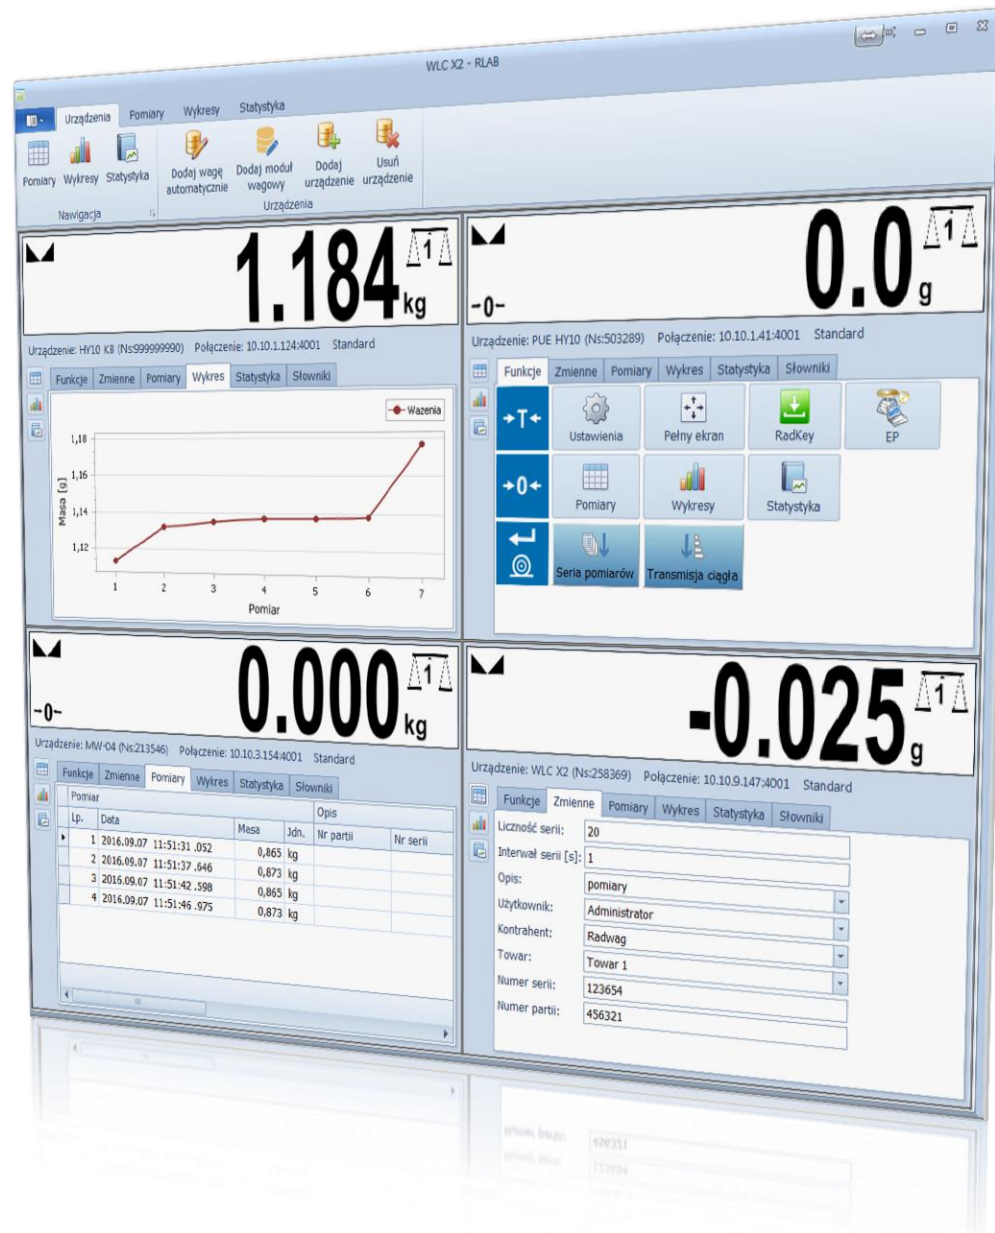 WLC X2 - RLAB
Urządzenia Pomiary Wykresy Statystyka
Pomiary Wykresy Statystyka
Nawigacja
Dodaj wagę automatycznie
Dodaj moduł wagowy
Dodaj urządzenie
Usuń urządzenie
Urządzenia
1.184 kg
1
Urządzenie: HY10 K8 (Ns:999999990) Połączenie: 10.10.1.124:4001 Standard
Funkcje Zmienne Pomiary Wykres Statystyka Słowniki
Wazenia
Masa [g]
1,18
1,16
1,14
1,12
1 2 3 4 5 6 7
Pomiar
0.0 g
1
-0-
Urządzenie: PUE HY10 (Ns:503289) Połączenie: 10.10.1.41:4001 Standard
Funkcje Zmienne Pomiary Wykres Statystyka Słowniki
→T← Ustawienia Pełny ekran RadKey EP
→0← Pomiary Wykresy Statystyka
Seria pomiarów Transmisja ciągła
0.000 kg
1
-0-
Urządzenie: MW-04 (Ns:213546) Połączenie: 10.10.3.154:4001 Standard
Funkcje Zmienne Pomiary Wykres Statystyka Słowniki
Pomiar Opis
Lp. Data Masa Jdn. Nr partii Nr serii
1 2016.09.07 11:51:31 .052 0,865 kg
2 2016.09.07 11:51:37 .646 0,873 kg
3 2016.09.07 11:51:42 .598 0,865 kg
4 2016.09.07 11:51:46 .975 0,873 kg
-0.025 g
1
Urządzenie: WLC X2 (Ns:258369) Połączenie: 10.10.9.147:4001 Standard
Funkcje Zmienne Pomiary Wykres Statystyka Słowniki
Liczność serii: 20
Interwał serii [s]: 1
Opis: pomiary
Użytkownik: Administrator
Kontrahent: Radwag
Towar: Towar 1
Numer serii: 123654
Numer partii: 456321